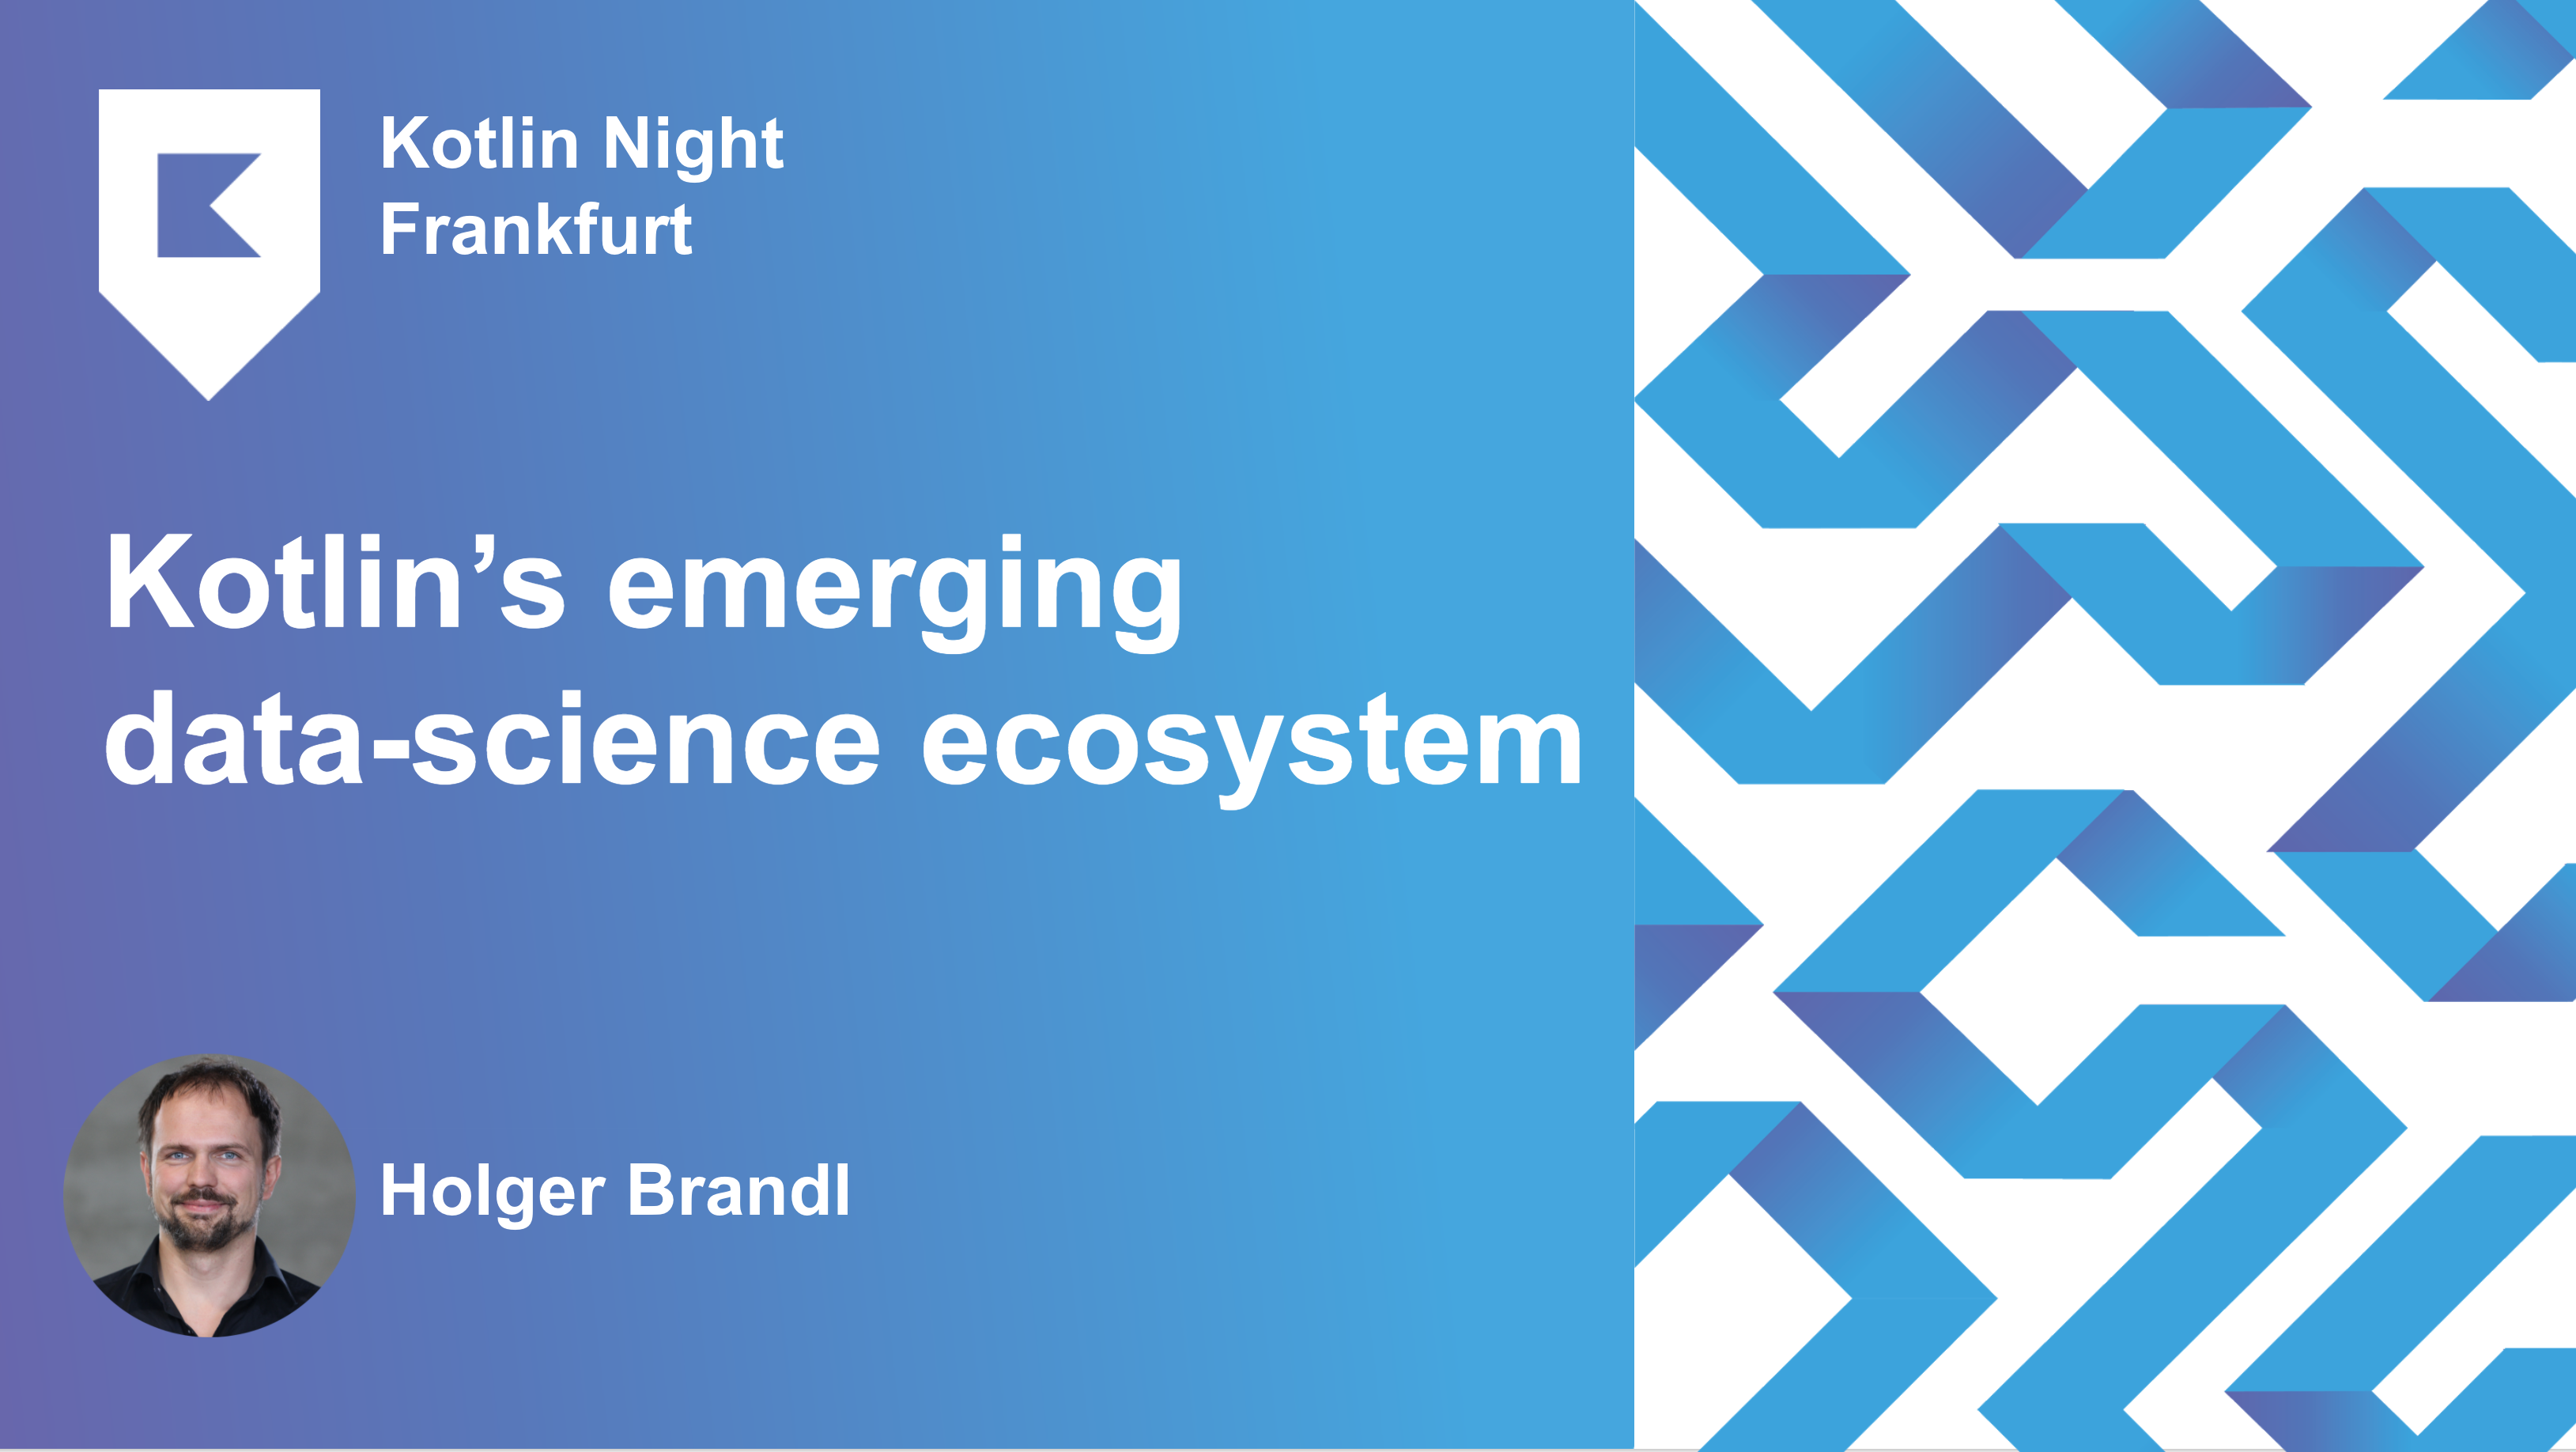 Kotlin Night
Frankfurt
Kotlin’s emerging
data-science ecosystem
Holger Brandl